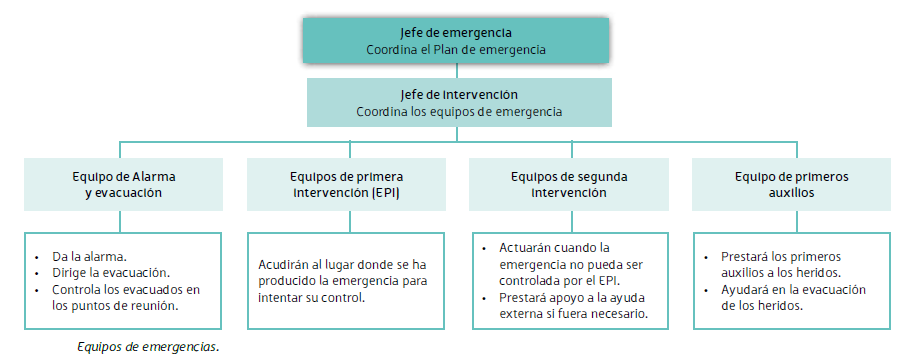 Jefe de emergencia
Coordina el Plan de emergencia
Jefe de intervención
Coordina los equipos de emergencia
Equipo de Alarma
y evacuación
Equipos de primera
intervención (EPI)
Equipos de segunda
intervención
Equipo de primeros
auxilios
• Da la alarma.
• Dirige la evacuación.
• Controla los evacuados en
los puntos de reunión.
Acudirán al lugar donde se ha
producido la emergencia para
intentar su control.
• Actuarán cuando la
emergencia no pueda ser
controlada por el EPI.
• Prestará apoyo a la ayuda
externa si fuera necesario.
• Prestará los primeros
auxilios a los heridos.
• Ayudará en la evacuación
de los heridos.
Equipos de emergencias.